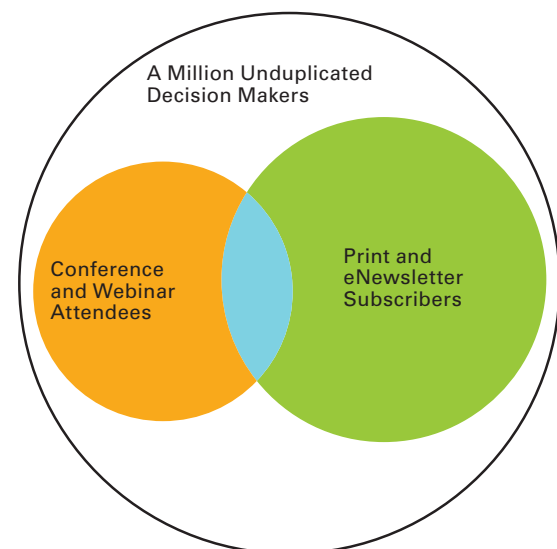 A Million Unduplicated
Decision Makers
Conference
and Webinar
Attendees
Print and
eNewsletter
Subscribers